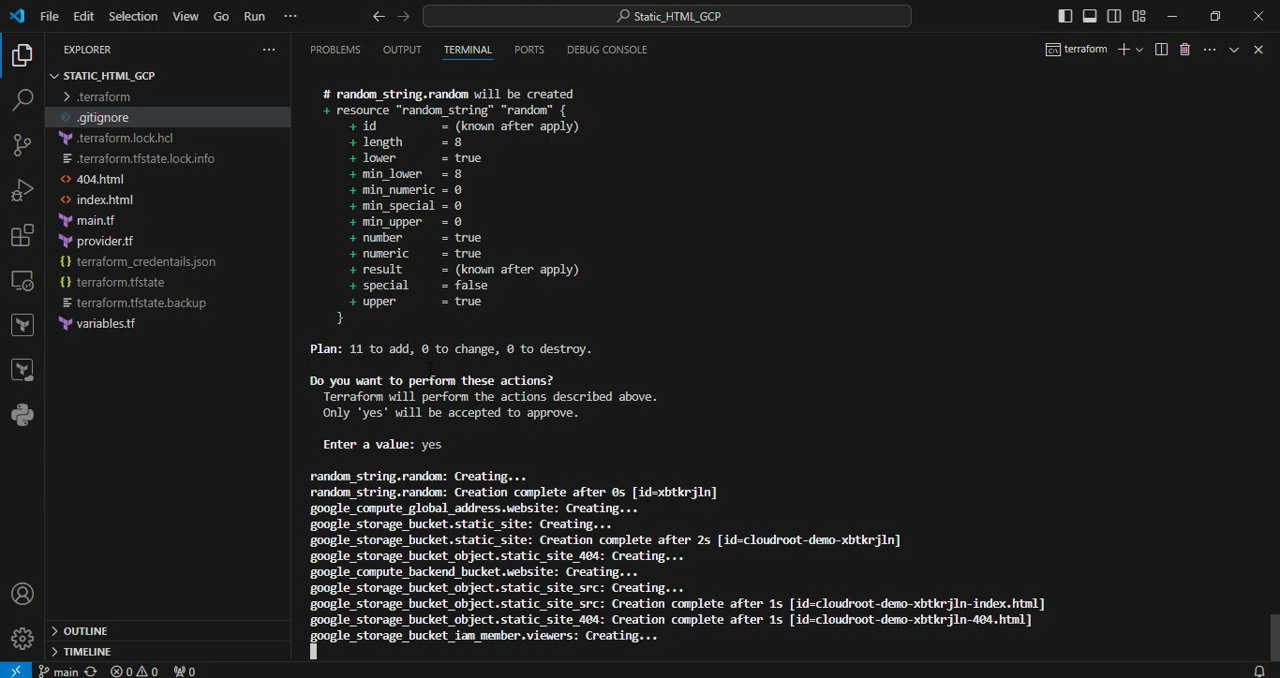 File Edit Selection View Go Run ··· Static_HTML_GCP
EXPLORER ···
STATIC_HTML_GCP
.terraform
.gitignore
.terraform.lock.hcl
.terraform.tfstate.lock.info
404.html
index.html
main.tf
provider.tf
terraform_credentails.json
terraform.tfstate
terraform.tfstate.backup
variables.tf
OUTLINE
TIMELINE
PROBLEMS OUTPUT TERMINAL PORTS DEBUG CONSOLE terraform
# random_string.random will be created
+ resource "random_string" "random" {
+ id = (known after apply)
+ length = 8
+ lower = true
+ min_lower = 8
+ min_numeric = 0
+ min_special = 0
+ min_upper = 0
+ number = true
+ numeric = true
+ result = (known after apply)
+ special = false
+ upper = true
}
Plan: 11 to add, 0 to change, 0 to destroy.
Do you want to perform these actions?
Terraform will perform the actions described above.
Only 'yes' will be accepted to approve.
Enter a value: yes
random_string.random: Creating...
random_string.random: Creation complete after 0s [id=xbtkrjln]
google_compute_global_address.website: Creating...
google_storage_bucket.static_site: Creating...
google_storage_bucket.static_site: Creation complete after 2s [id=cloudroot-demo-xbtkrjln]
google_storage_bucket_object.static_site_404: Creating...
google_compute_backend_bucket.website: Creating...
google_storage_bucket_object.static_site_src: Creating...
google_storage_bucket_object.static_site_src: Creation complete after 1s [id=cloudroot-demo-xbtkrjln-index.html]
google_storage_bucket_object.static_site_404: Creation complete after 1s [id=cloudroot-demo-xbtkrjln-404.html]
google_storage_bucket_iam_member.viewers: Creating...
main 0 0 0